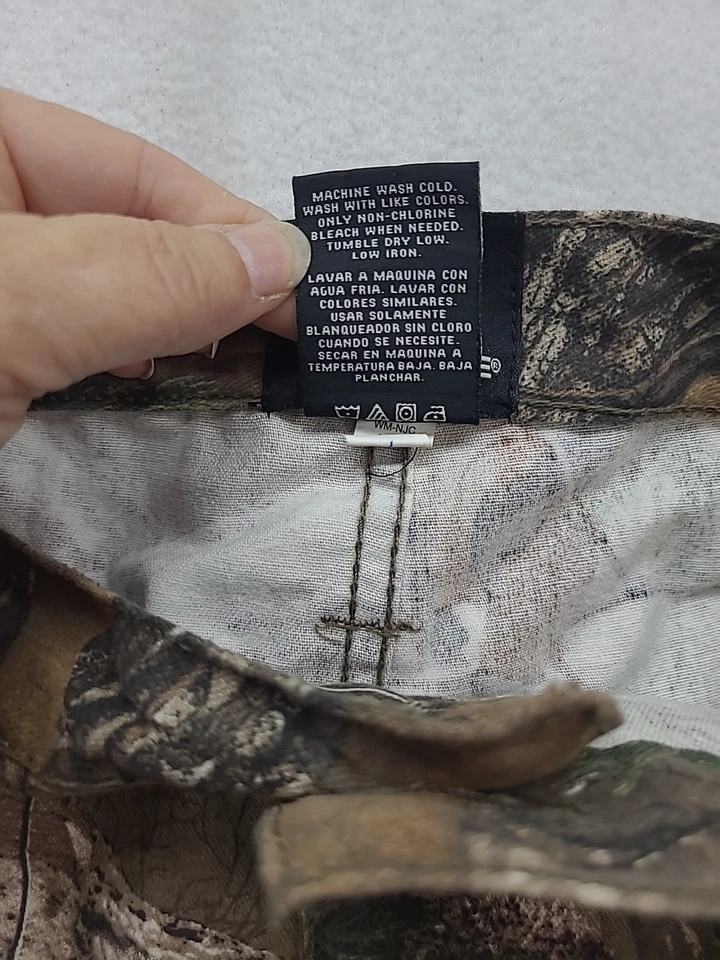 MACHINE WASH COLD.
WASH WITH LIKE COLORS.
ONLY NON-CHLORINE
BLEACH WHEN NEEDED.
TUMBLE DRY LOW.
LOW IRON.
LAVAR A MAQUINA CON
AGUA FRIA. LAVAR CON
COLORES SIMILARES.
USAR SOLAMENTE
BLANQUEADOR SIN CLORO
CUANDO SE NECESITE.
SECAR EN MAQUINA A
TEMPERATURA BAJA. BAJA
PLANCHAR.
WM-NJC